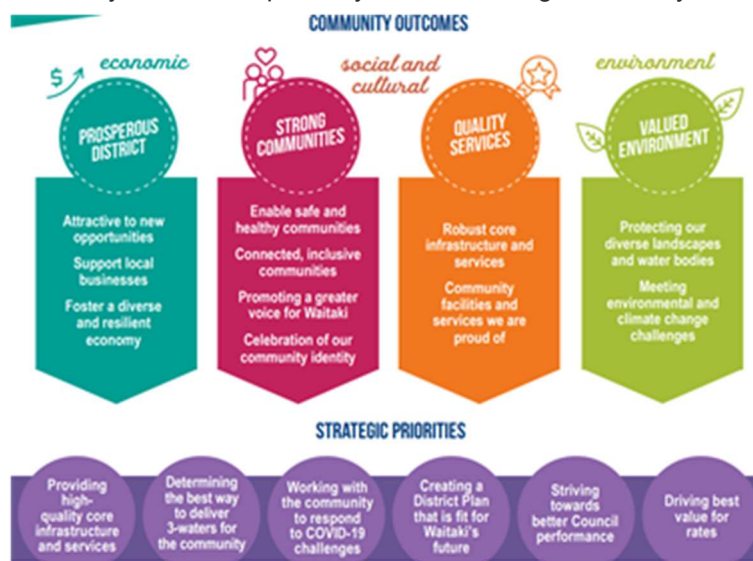 COMMUNITY OUTCOMES
economic
social and
cultural
environment
$
PROSPEROUS
DISTRICT
STRONG
COMMUNITIES
QUALITY
SERVICES
VALUED
ENVIRONMENT
Attractive to new
opportunities
Support local
businesses
Foster a diverse
and resilient
economy
Enable safe and
healthy communities
Connected, inclusive
communities
Promoting a greater
voice for Waitaki
Celebration of our
community identity
Robust core
infrastructure and
services
Community
facilities and
services we are
proud of
Protecting our
diverse landscapes
and water bodies
Meeting
environmental and
climate change
challenges
STRATEGIC PRIORITIES
Providing
high-
quality core
infrastructure
and services
Determining
the best way
to deliver
3-waters for
the community
Working with
the community
to respond
to COVID-19
challenges
Creating a
District Plan
that is fit for
Waitaki's
future
Striving
towards
better Council
performance
Driving best
value for
rates